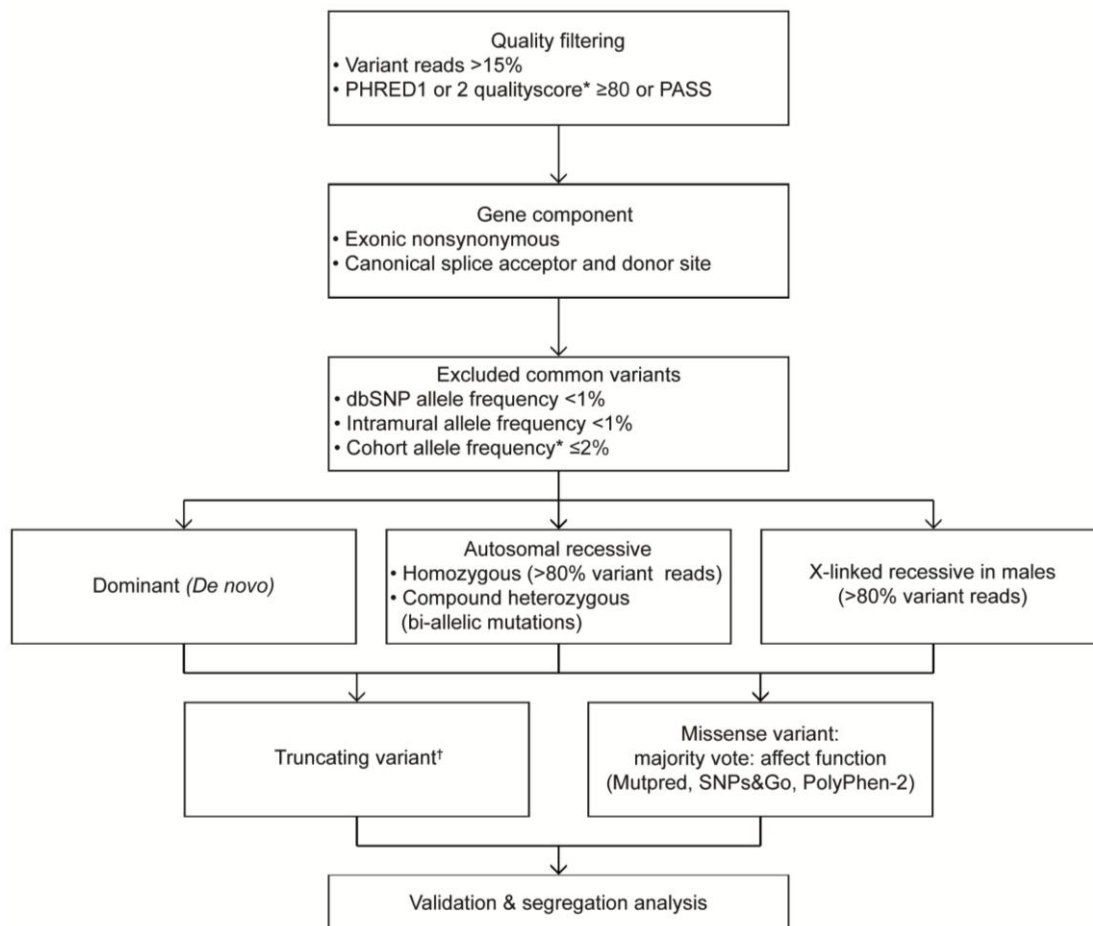 Quality filtering
• Variant reads >15%
• PHRED1 or 2 qualityscore* ≥80 or PASS
Gene component
• Exonic nonsynonymous
• Canonical splice acceptor and donor site
Excluded common variants
• dbSNP allele frequency <1%
• Intramural allele frequency <1%
• Cohort allele frequency* ≤2%
Dominant (De novo)
Autosomal recessive
• Homozygous (>80% variant reads)
• Compound heterozygous
(bi-allelic mutations)
X-linked recessive in males
(>80% variant reads)
Truncating variant†
Missense variant:
majority vote: affect function
(Mutpred, SNPs&Go, PolyPhen-2)
Validation & segregation analysis